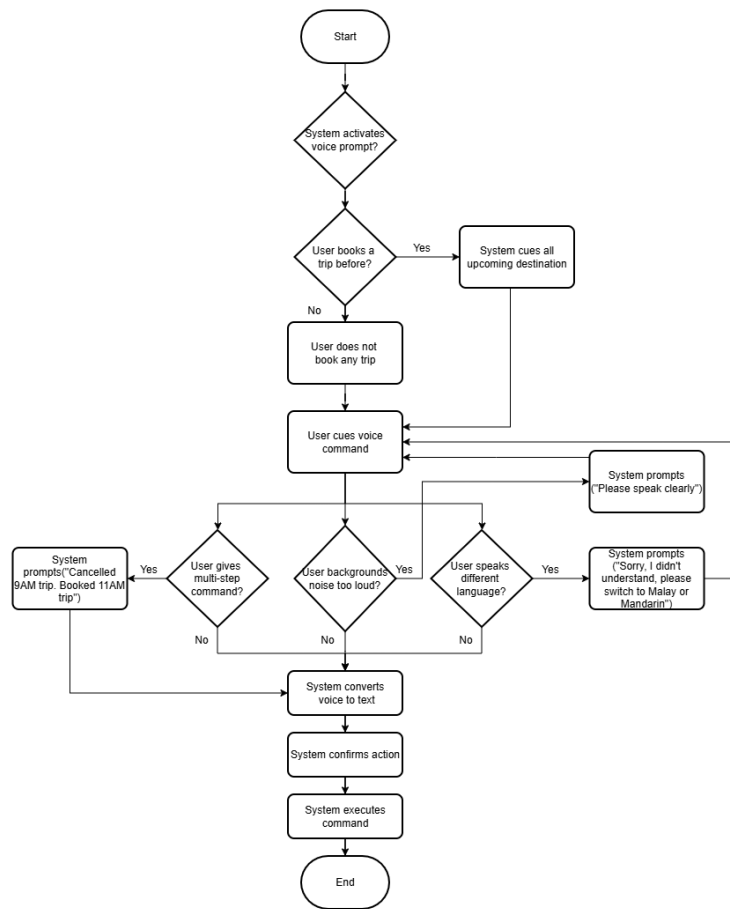 Start
System activates
voice prompt?
User books a
trip before?
Yes
System cues all
upcoming destination
No
User does not
book any trip
User cues voice
command
System prompts
("Please speak clearly")
System
prompts("Cancelled
9AM trip. Booked 11AM
trip")
Yes
User gives
multi-step
command?
User backgrounds
noise too loud?
Yes
User speaks
different
language?
Yes
System prompts
("Sorry, I didn't
understand, please
switch to Malay or
Mandarin")
No
No
No
System converts
voice to text
System confirms action
System executes
command
End